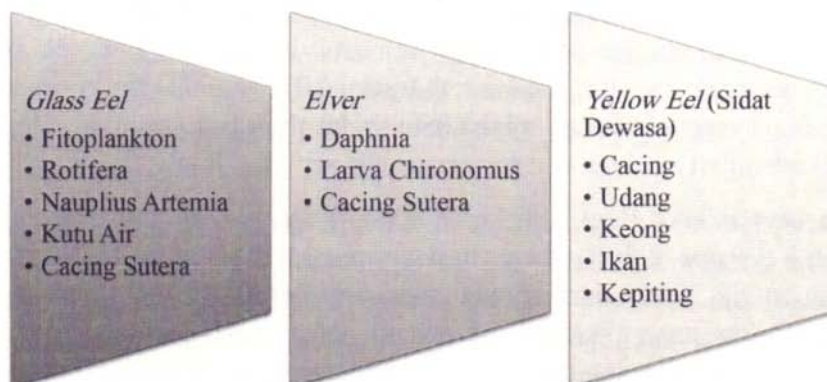 Glass Eel
• Fitoplankton
• Rotifera
• Nauplius Artemia
• Kutu Air
• Cacing Sutera
Elver
• Daphnia
• Larva Chironomus
• Cacing Sutera
Yellow Eel (Sidat
Dewasa)
• Cacing
• Udang
• Keong
• Ikan
• Kepiting